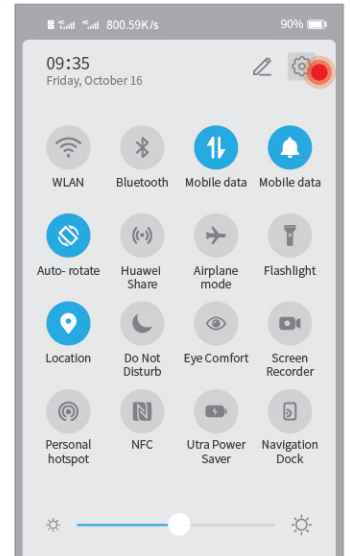 800.59K/s 90%
09:35
Friday, October 16
WLAN Bluetooth Mobile data Mobile data
Auto- rotate Huawei Share Airplane mode Flashlight
Location Do Not Disturb Eye Comfort Screen Recorder
Personal hotspot NFC Utra Power Saver Navigation Dock